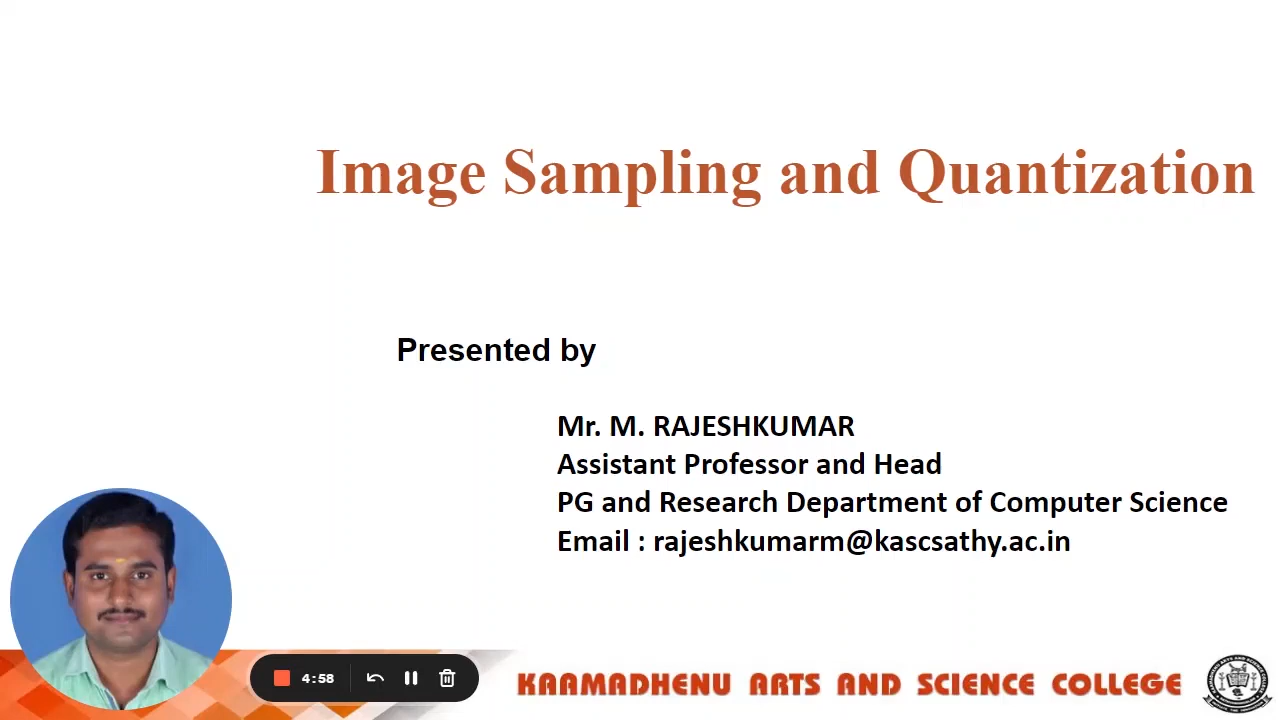 Image Sampling and Quantization
Presented by
Mr. M. RAJESHKUMAR
Assistant Professor and Head
PG and Research Department of Computer Science
Email : rajeshkumarm@kascsathy.ac.in
4:58
KAAMADHENU ARTS AND SCIENCE COLLEGE